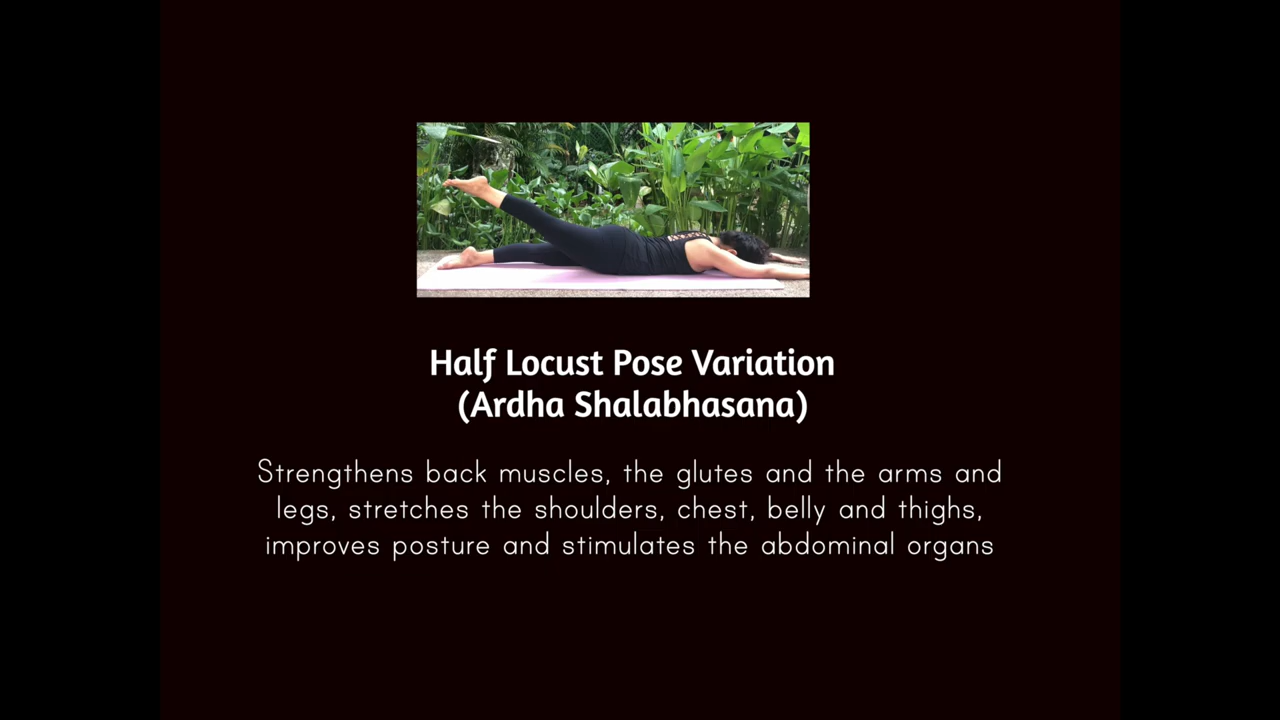 Half Locust Pose Variation
(Ardha Shalabhasana)
Strengthens back muscles, the glutes and the arms and
legs, stretches the shoulders, chest, belly and thighs,
improves posture and stimulates the abdominal organs